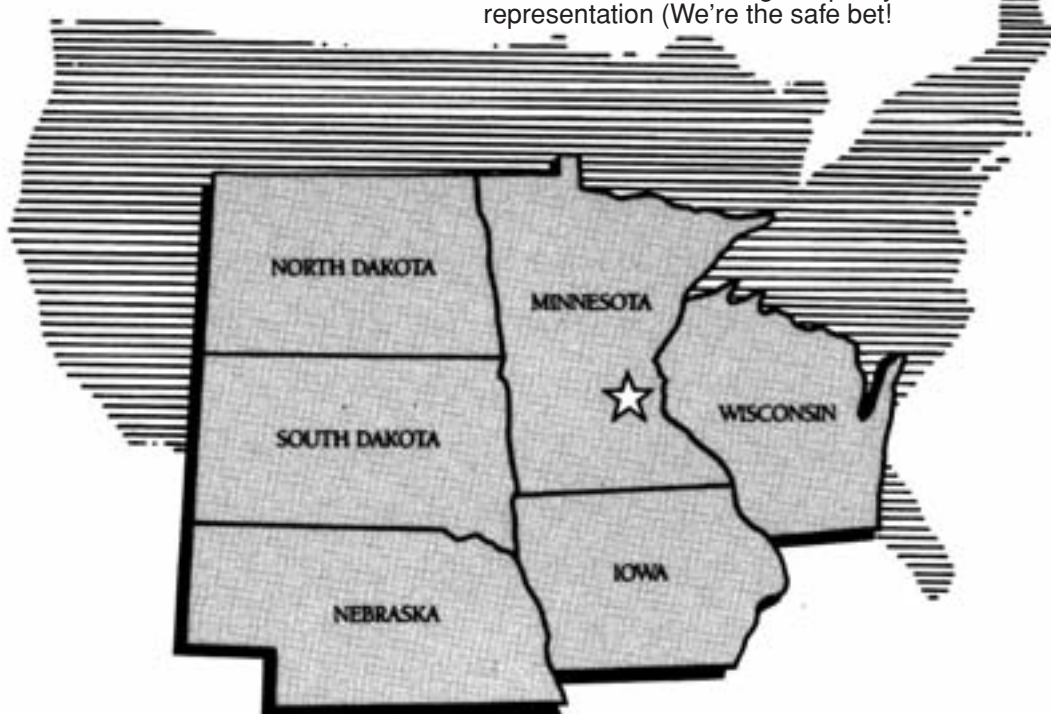 representation (We’re the safe bet!
NORTH DAKOTA
MINNESOTA
WISCONSIN
SOUTH DAKOTA
IOWA
NEBRASKA